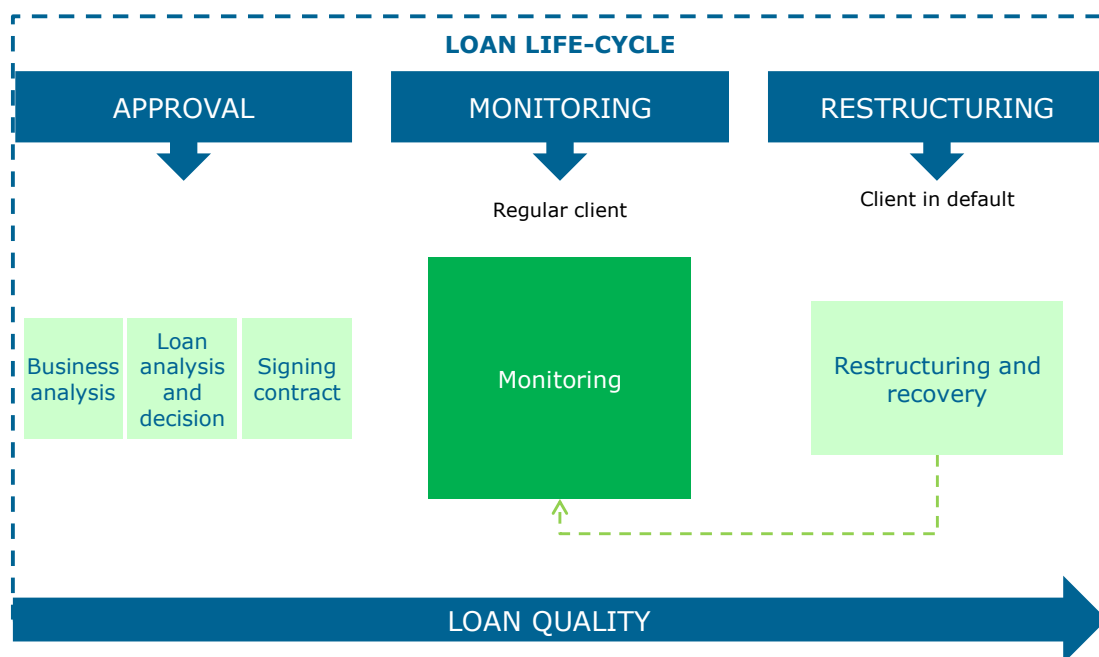 LOAN LIFE-CYCLE
APPROVAL
MONITORING
RESTRUCTURING
Regular client
Client in default
Business
analysis
Loan
analysis
and
decision
Signing
contract
Monitoring
Restructuring and
recovery
LOAN QUALITY